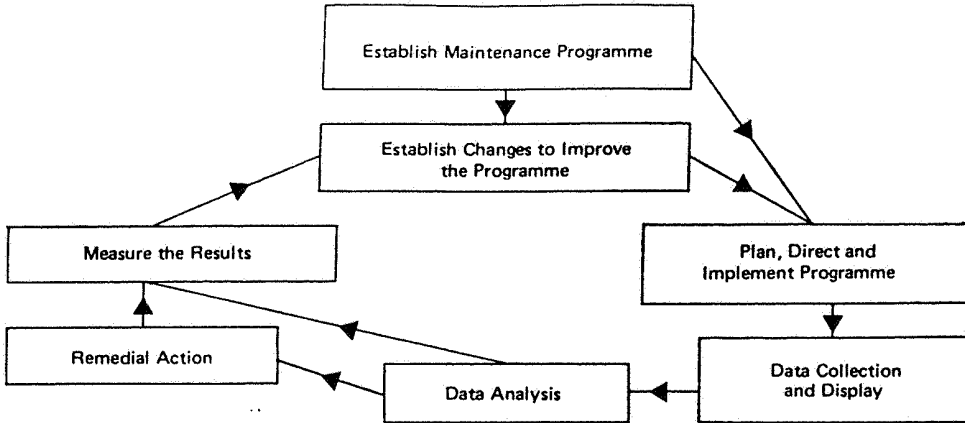 Establish Maintenance Programme
Establish Changes to Improve
the Programme
Measure the Results
Plan, Direct and
Implement Programme
Remedial Action
Data Analysis
Data Collection
and Display